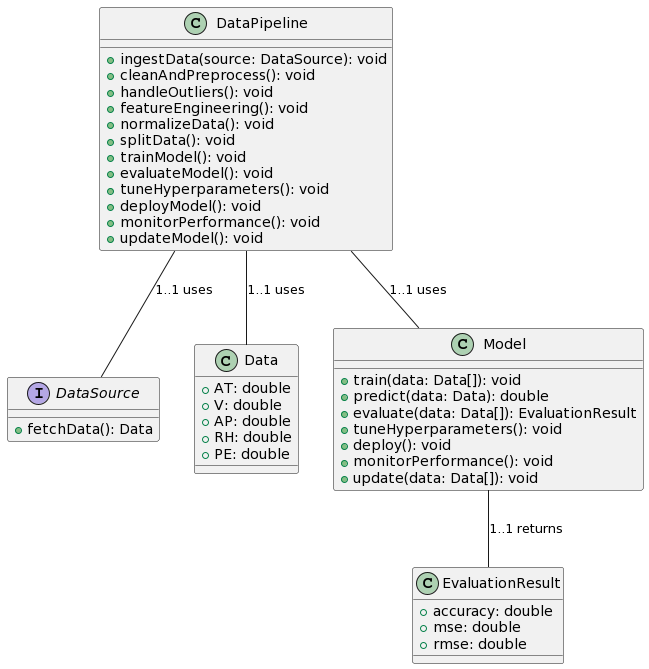 C DataPipeline
ingestData(source: DataSource): void
cleanAndPreprocess(): void
handleOutliers(): void
featureEngineering(): void
normalizeData(): void
splitData(): void
trainModel(): void
evaluateModel(): void
tuneHyperparameters(): void
deployModel(): void
monitorPerformance(): void
updateModel(): void
1..1 uses
1..1 uses
1..1 uses
I DataSource
fetchData(): Data
C Data
AT: double
V: double
AP: double
RH: double
PE: double
C Model
train(data: Data[]): void
predict(data: Data): double
evaluate(data: Data[]): EvaluationResult
tuneHyperparameters(): void
deploy(): void
monitorPerformance(): void
update(data: Data[]): void
1..1 returns
C EvaluationResult
accuracy: double
mse: double
rmse: double